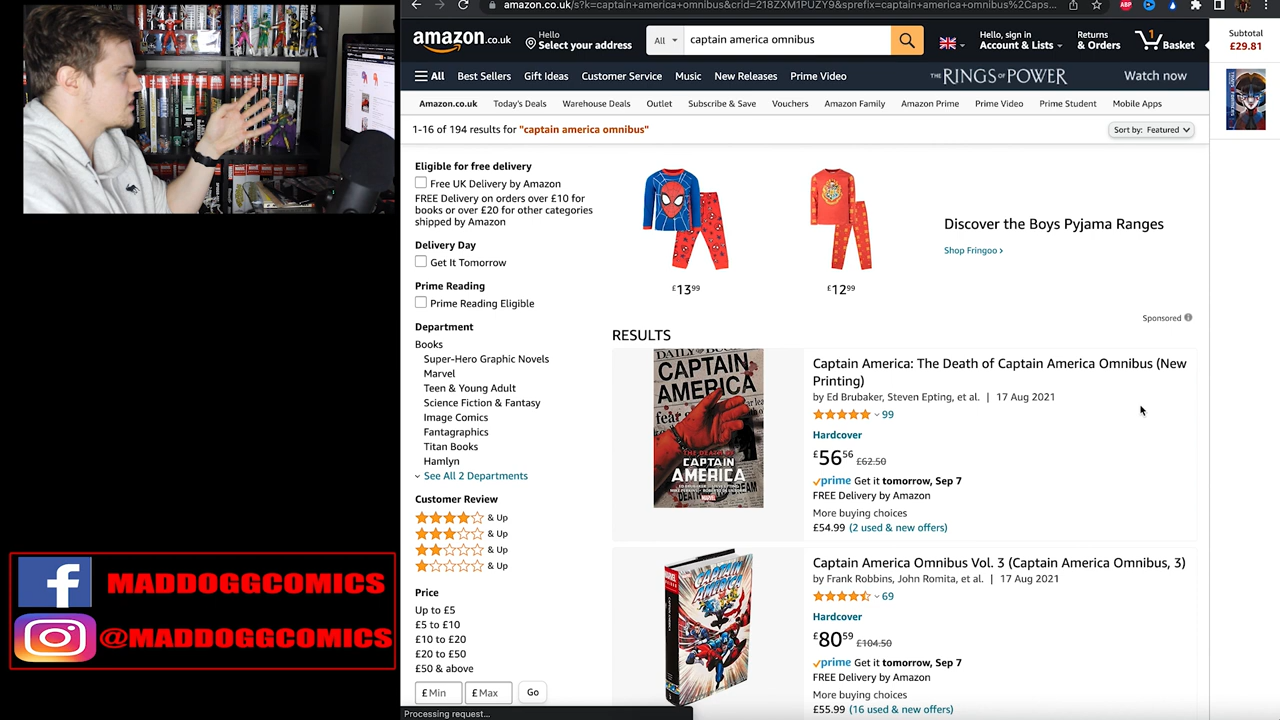 amazon.co.uk/s?k=captain+america+omnibus&crid=218ZXM1PUZY9&sprefix=captain+america+omnibus%2Caps...
amazon.co.uk
Hello
Select your address
All
captain america omnibus
Hello, sign in
Account & Lists
Returns
& Orders
1
Basket
Subtotal
£29.81
All
Best Sellers
Gift Ideas
Customer Service
Music
New Releases
Prime Video
THE RINGS OF POWER
Watch now
Amazon.co.uk
Today's Deals
Warehouse Deals
Outlet
Subscribe & Save
Vouchers
Amazon Family
Amazon Prime
Prime Video
Prime Student
Mobile Apps
1-16 of 194 results for "captain america omnibus"
Sort by: Featured
Eligible for free delivery
Free UK Delivery by Amazon
FREE Delivery on orders over £10 for
books or over £20 for other categories
shipped by Amazon
Delivery Day
Get It Tomorrow
Prime Reading
Prime Reading Eligible
Department
Books
Super-Hero Graphic Novels
Marvel
Teen & Young Adult
Science Fiction & Fantasy
Image Comics
Fantagraphics
Titan Books
Hamlyn
See All 2 Departments
Customer Review
& Up
& Up
& Up
& Up
Price
Up to £5
£5 to £10
£10 to £20
£20 to £50
£50 & above
£ Min
£ Max
Go
Processing request...
£13.99
£12.99
Discover the Boys Pyjama Ranges
Shop Fringoo ›
Sponsored
RESULTS
DAILY BUGLE
CAPTAIN
AMERICA
THE DEATH OF
CAPTAIN
AMERICA
Captain America: The Death of Captain America Omnibus (New
Printing)
by Ed Brubaker, Steven Epting, et al. | 17 Aug 2021
99
Hardcover
£56.56 £62.50
prime Get it tomorrow, Sep 7
FREE Delivery by Amazon
More buying choices
£54.99 (2 used & new offers)
CAPTAIN
AMERICA
Captain America Omnibus Vol. 3 (Captain America Omnibus, 3)
by Frank Robbins, John Romita, et al. | 17 Aug 2021
69
Hardcover
£80.59 £104.50
prime Get it tomorrow, Sep 7
FREE Delivery by Amazon
More buying choices
£55.99 (16 used & new offers)
MADDOGGCOMICS
@MADDOGGCOMICS